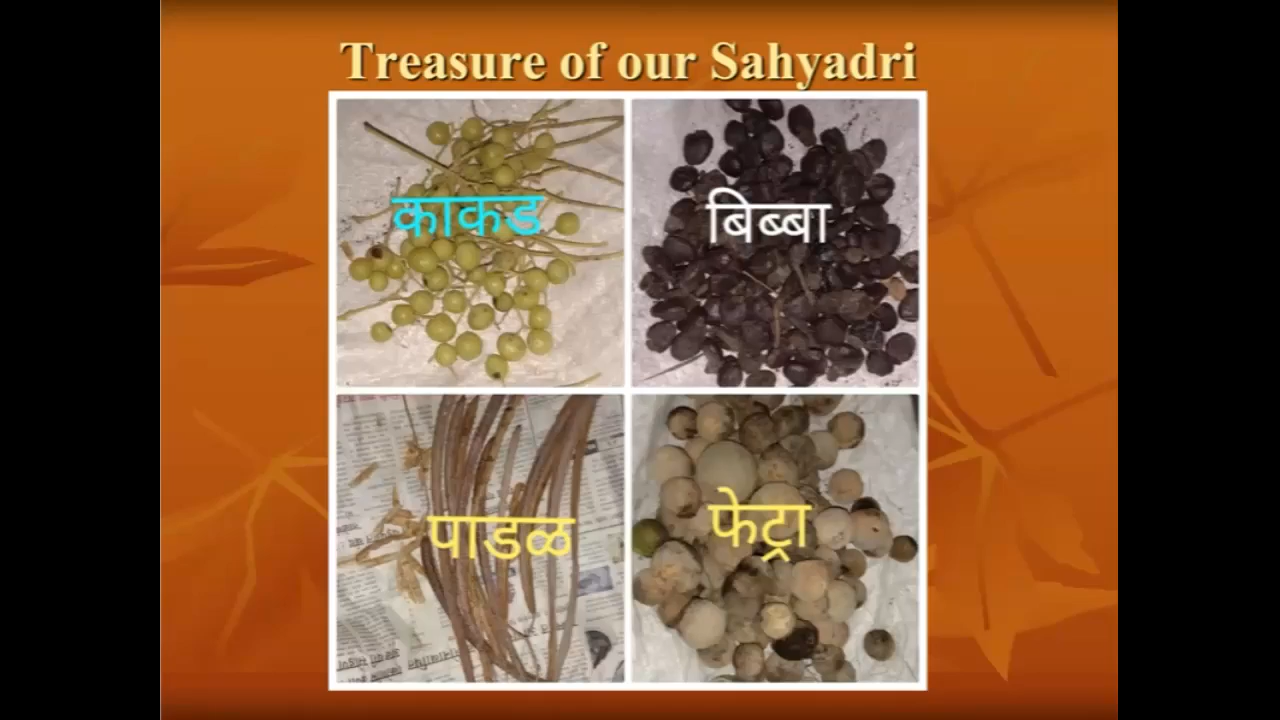 Treasure of our Sahyadri
काकड
बिब्बा
पाडळ
फेट्रा